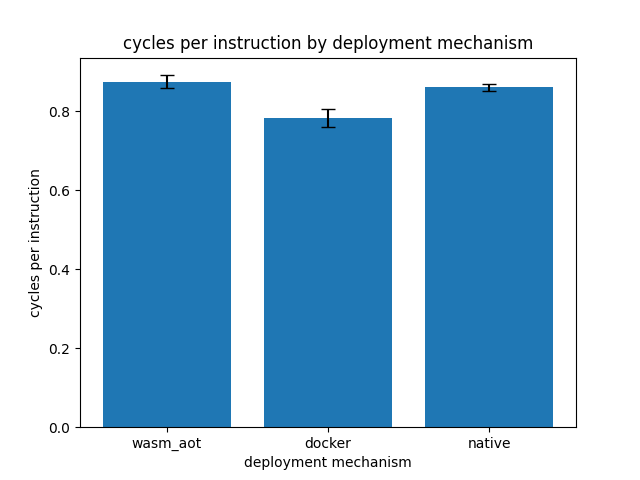 cycles per instruction by deployment mechanism
cycles per instruction
0.8
0.6
0.4
0.2
0.0
wasm_aot
docker
native
deployment mechanism